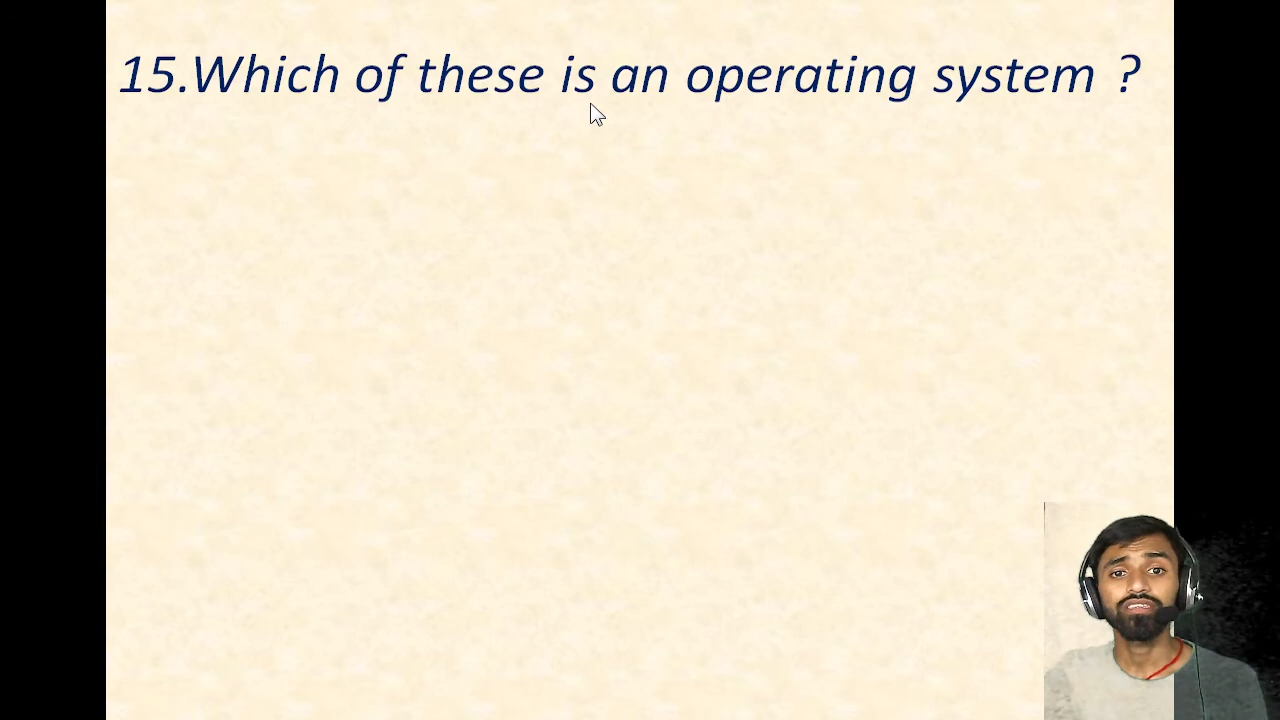 15.Which of these is an operating system ?